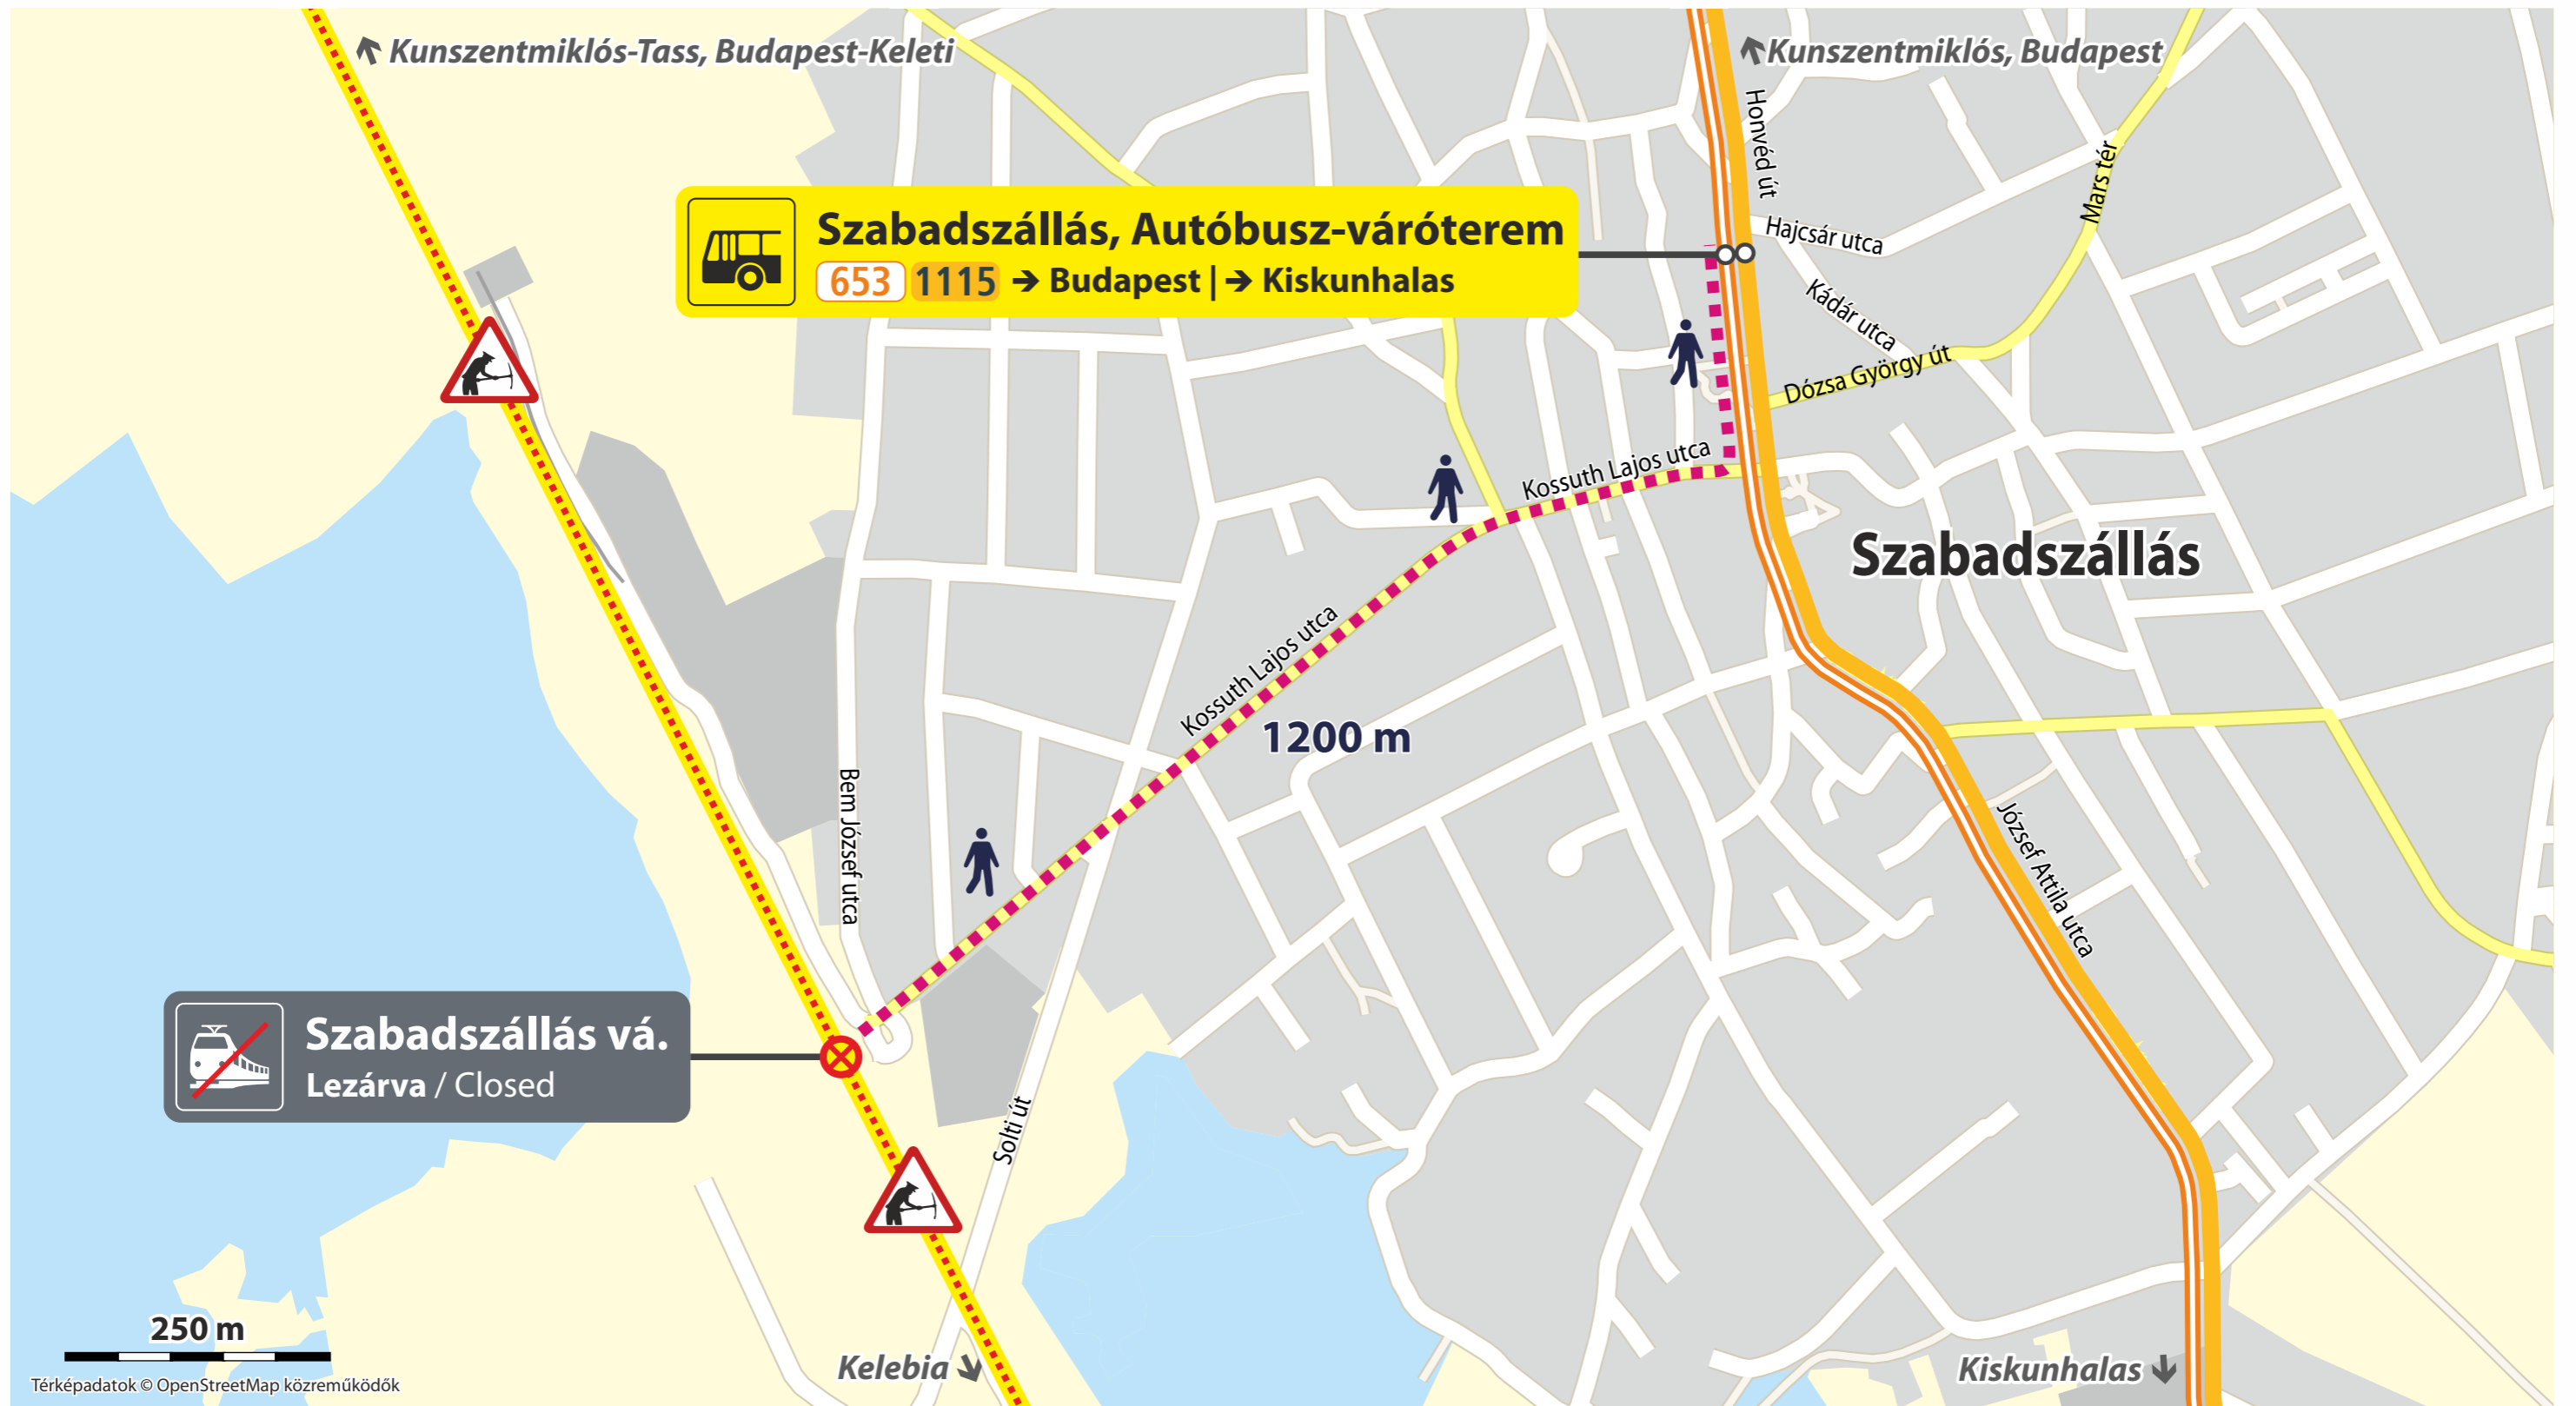 Kunszentmiklós-Tass, Budapest-Keleti
Kunszentmiklós, Budapest
Honvéd út
Mars tér
Szabadszállás, Autóbusz-váróterem
653 1115 → Budapest | → Kiskunhalas
Hajcsár utca
Kádár utca
Dózsa György út
Kossuth Lajos utca
Szabadszállás
Kossuth Lajos utca
1200 m
Bem József utca
József Attila utca
Szabadszállás vá.
Lezárva / Closed
Solti út
250 m
Kelebia
Kiskunhalas
Térképadatok © OpenStreetMap közreműködők